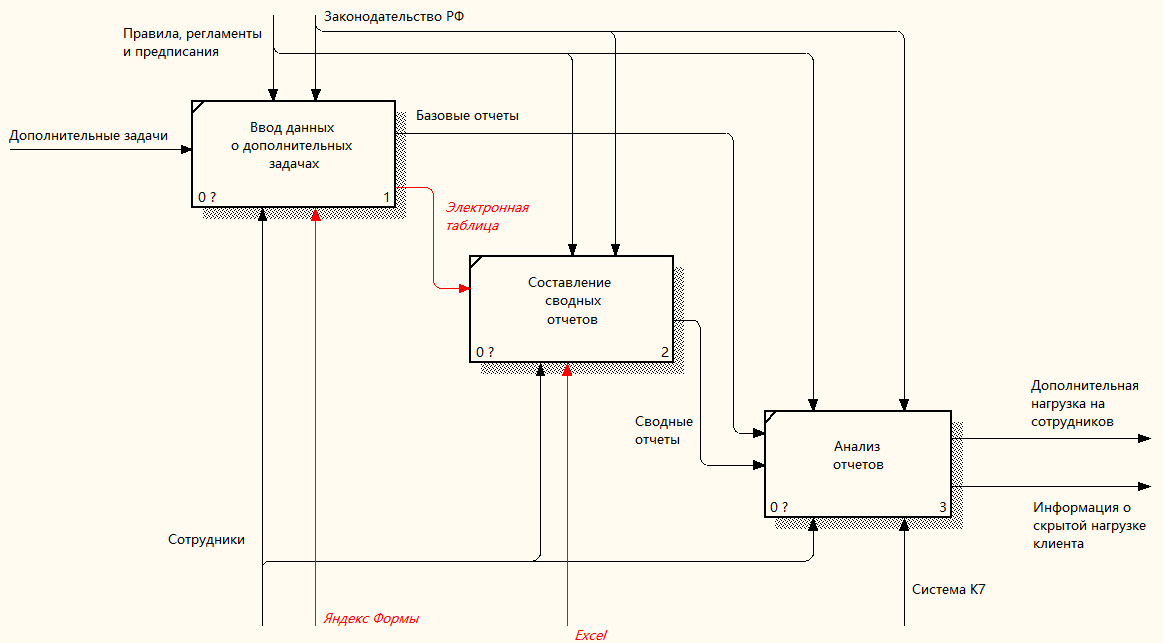 Законодательство РФ
Правила, регламенты
и предписания
Базовые отчеты
Дополнительные задачи
Ввод данных
о дополнительных
задачах
0 ?
1
Электронная
таблица
Составление
сводных
отчетов
0 ?
2
Сводные
отчеты
Дополнительная
нагрузка на
сотрудников
Анализ
отчетов
0 ?
3
Информация о
скрытой нагрузке
клиента
Сотрудники
Система К7
Яндекс Формы
Excel